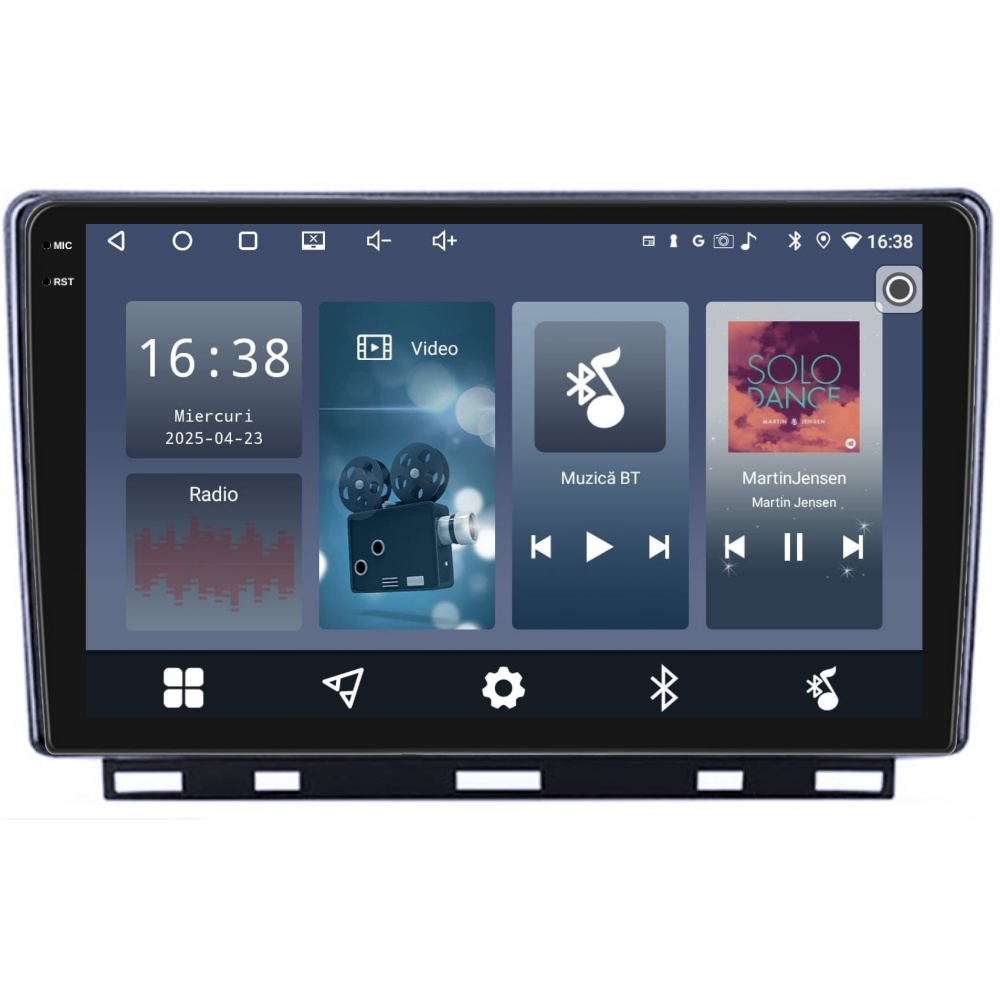 MIC
RST
G
16:38
16:38
Miercuri
2025-04-23
Radio
Video
Muzică BT
SOLO
DANCE
MARTIN JENSEN
MartinJensen
Martin Jensen